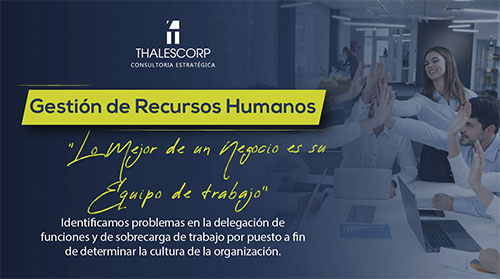 THALESCORP
CONSULTORIA ESTRATÉGICA
Gestión de Recursos Humanos
"Lo Mejor de un Negocio es su
Equipo de trabajo"
Identificamos problemas en la delegación de
funciones y de sobrecarga de trabajo por puesto a fin
de determinar la cultura de la organización.